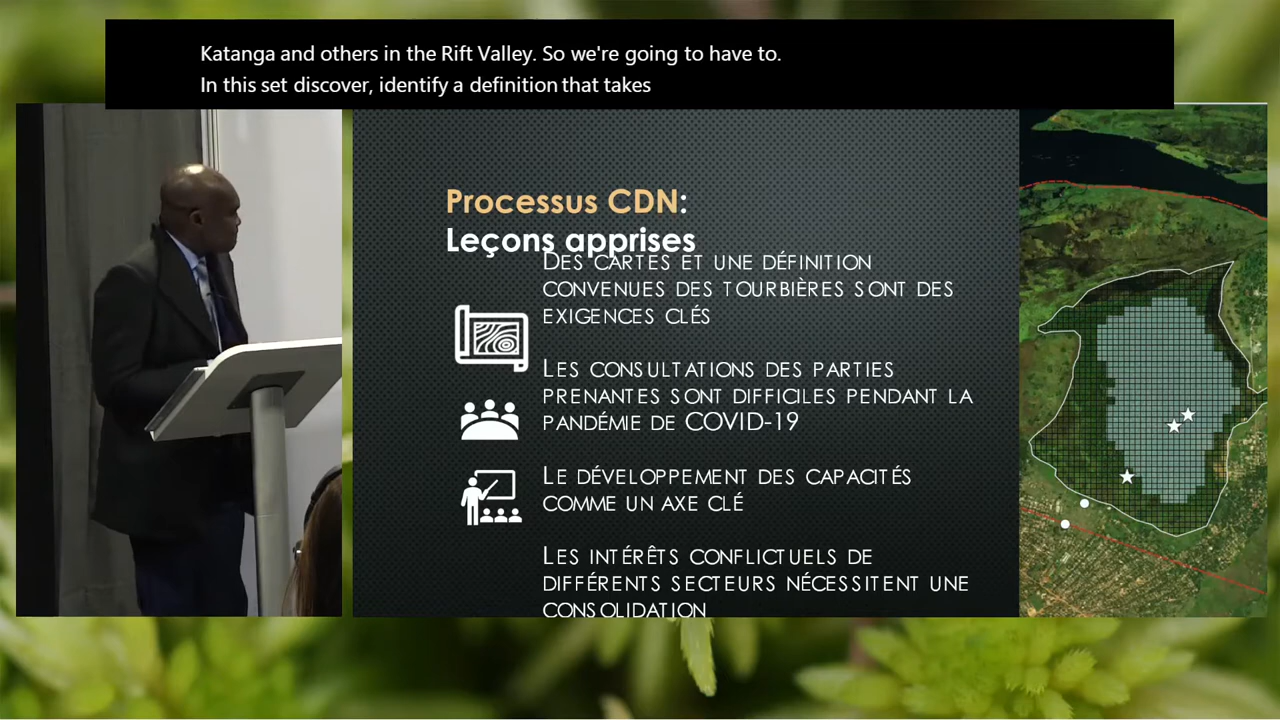 Katanga and others in the Rift Valley. So we're going to have to.
In this set discover, identify a definition that takes
Processus CDN:
Leçons apprises
DES CARTES ET UNE DÉFINITION
CONVENUES DES TOURBIÈRES SONT DES
EXIGENCES CLÉS
LES CONSULTATIONS DES PARTIES
PRENANTES SONT DIFFICILES PENDANT LA
PANDÉMIE DE COVID-19
LE DÉVELOPPEMENT DES CAPACITÉS
COMME UN AXE CLÉ
LES INTÉRÊTS CONFLICTUELS DE
DIFFÉRENTS SECTEURS NÉCESSITENT UNE
CONSOLIDATION